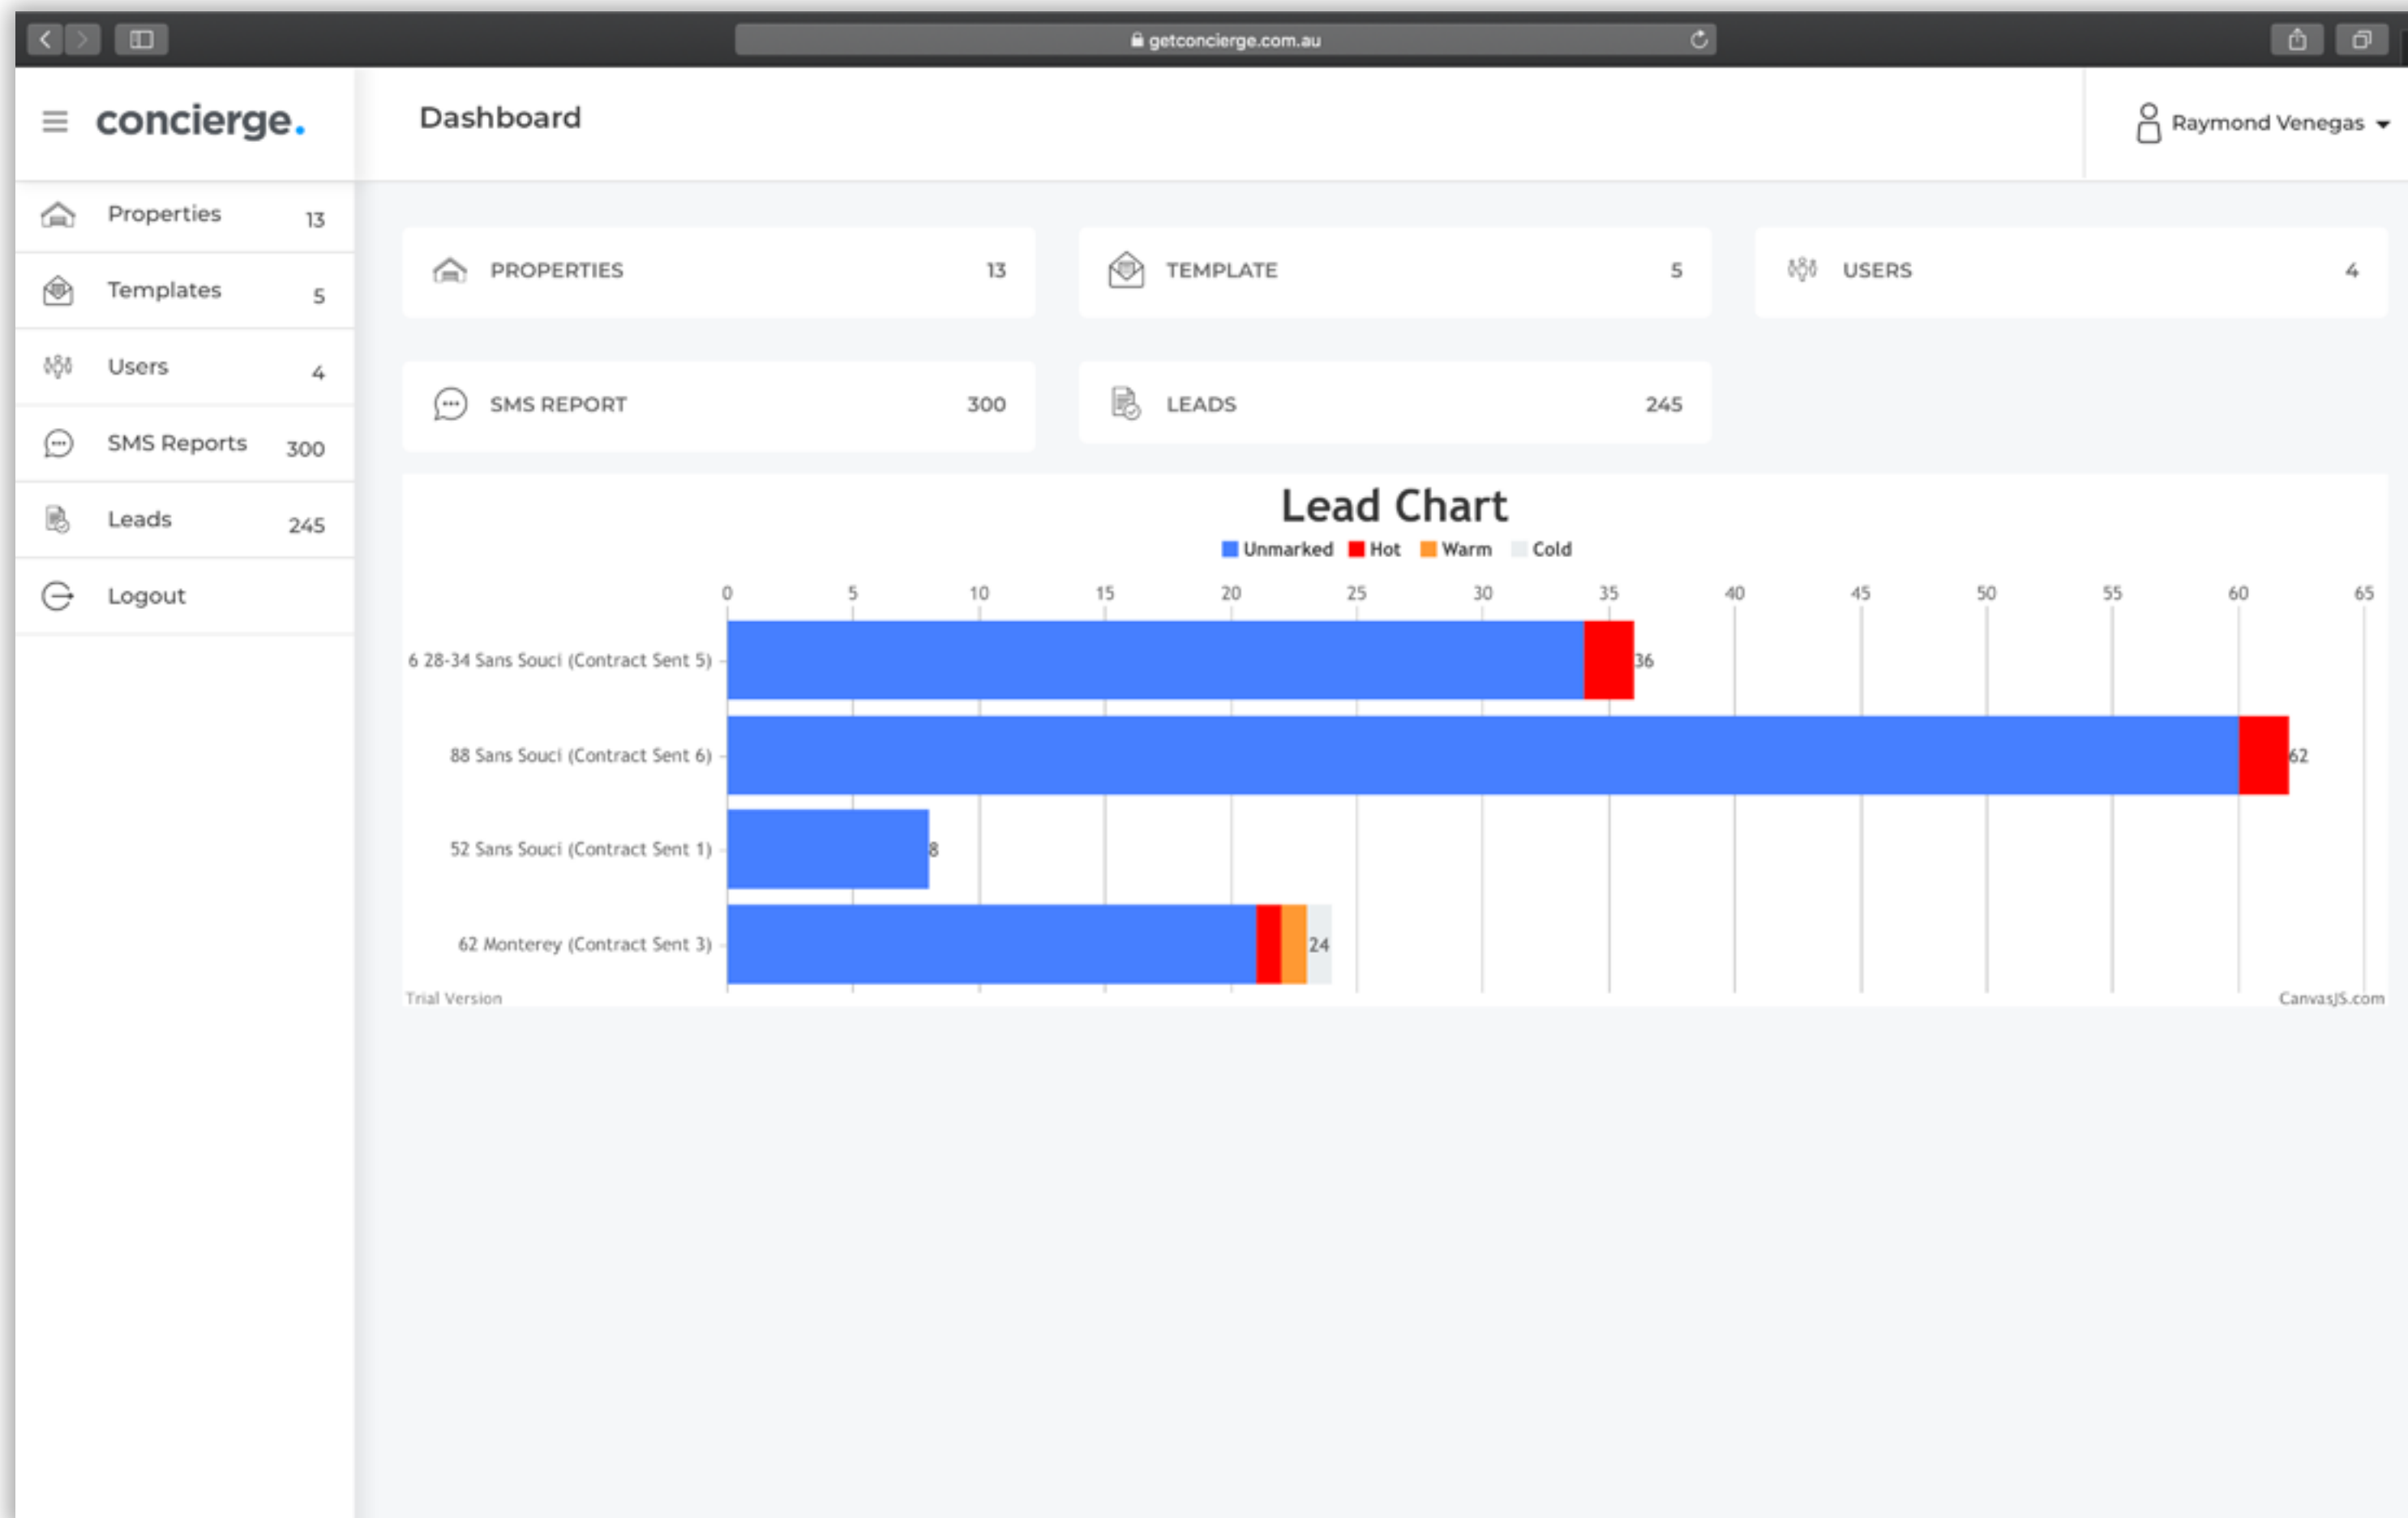 getconcierge.com.au
concierge.
Dashboard
Raymond Venegas
Properties 13
Templates 5
Users 4
SMS Reports 300
Leads 245
Logout
PROPERTIES 13
TEMPLATE 5
USERS 4
SMS REPORT 300
LEADS 245
Lead Chart
Unmarked Hot Warm Cold
0 5 10 15 20 25 30 35 40 45 50 55 60 65
6 28-34 Sans Souci (Contract Sent 5) 36
88 Sans Souci (Contract Sent 6) 62
52 Sans Souci (Contract Sent 1) 8
62 Monterey (Contract Sent 3) 24
Trial Version CanvasJS.com